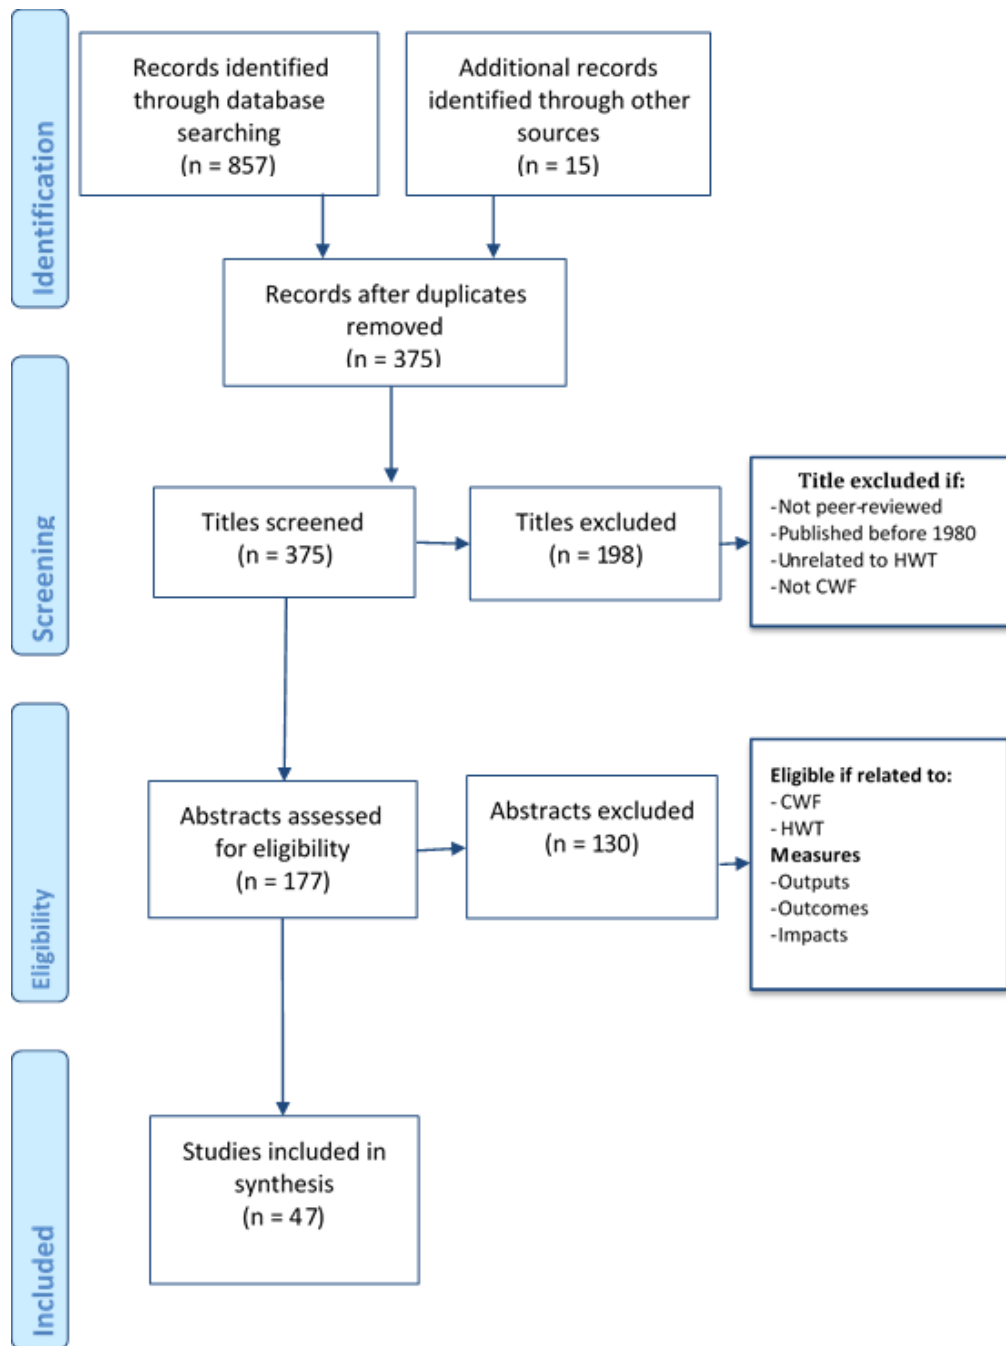 Identification
Records identified
through database
searching
(n = 857)
Additional records
identified through other
sources
(n = 15)
Records after duplicates
removed
(n = 375)
Screening
Titles screened
(n = 375)
Titles excluded
(n = 198)
Title excluded if:
-Not peer-reviewed
-Published before 1980
-Unrelated to HWT
-Not CWF
Eligibility
Abstracts assessed
for eligibility
(n = 177)
Abstracts excluded
(n = 130)
Eligible if related to:
- CWF
- HWT
Measures
-Outputs
-Outcomes
-Impacts
Included
Studies included in
synthesis
(n = 47)